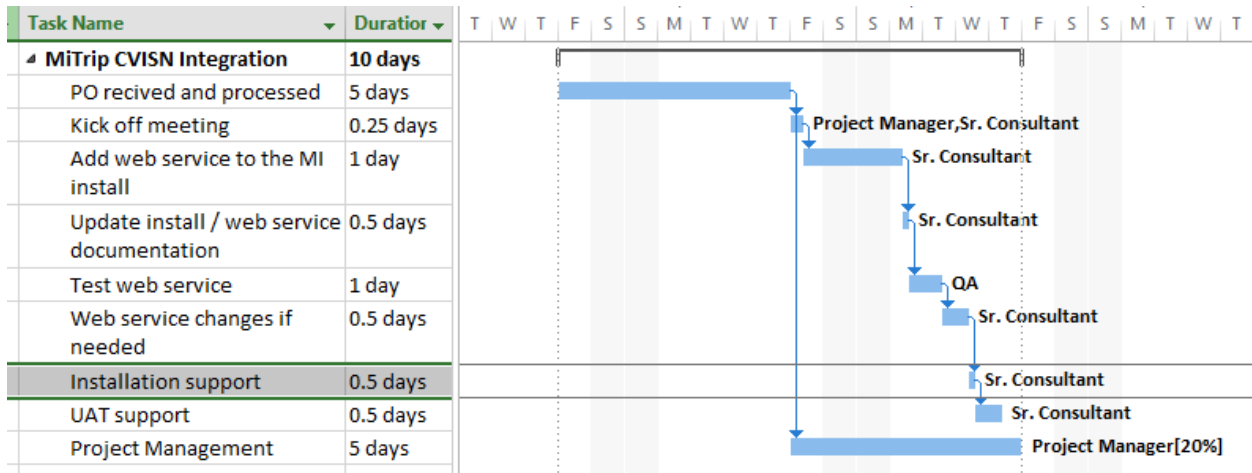 Task Name Duration T W T F S S M T W T F S S M T W T F S S M T W T
MiTrip CVISN Integration 10 days
PO recived and processed 5 days
Kick off meeting 0.25 days Project Manager,Sr. Consultant
Add web service to the MI 1 day Sr. Consultant
install
Update install / web service 0.5 days Sr. Consultant
documentation
Test web service 1 day QA
Web service changes if 0.5 days Sr. Consultant
needed
Installation support 0.5 days Sr. Consultant
UAT support 0.5 days Sr. Consultant
Project Management 5 days Project Manager[20%]